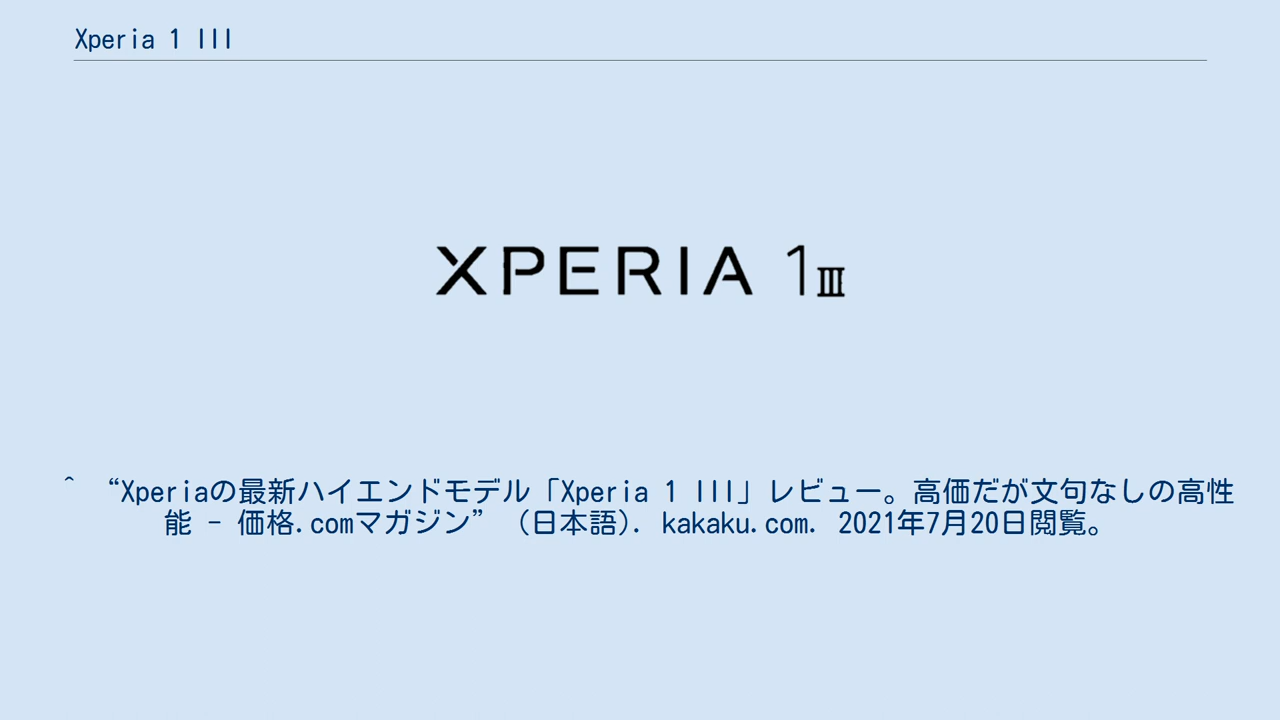 Xperia 1 III
XPERIA 1III
^ “Xperiaの最新ハイエンドモデル「Xperia 1 III」レビュー。高価だが文句なしの高性
能 - 価格.comマガジン” (日本語). kakaku.com. 2021年7月20日閲覧。